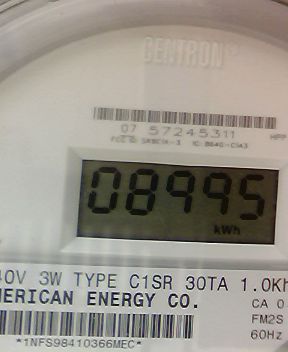 CENTRON®
07 57245311
08995
kWh
40V 3W TYPE C1SR 30TA 1.0Kh
MERICAN ENERGY CO.
CA 0
FM2S
60Hz
*1NFS98410366MEC*